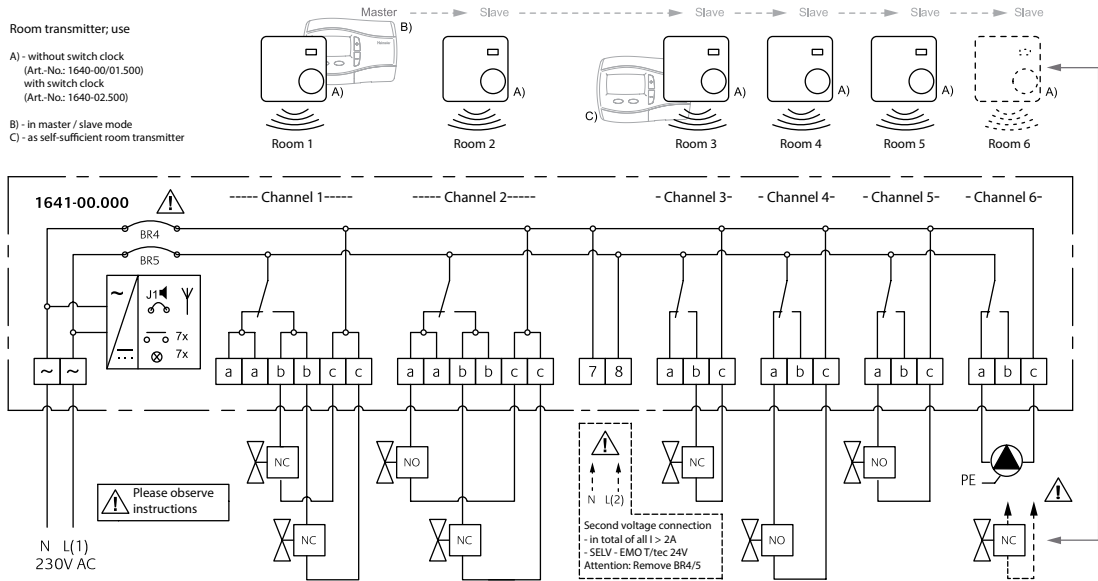 Master Slave Slave Slave Slave Slave
Room transmitter; use
A) - without switch clock
(Art.-No.: 1640-00/01.500)
with switch clock
(Art.-No.: 1640-02.500)
B) - in master / slave mode
C) - as self-sufficient room transmitter
B)
A) A) A) A) A) A)
C)
Room 1 Room 2 Room 3 Room 4 Room 5 Room 6
1641-00.000
----- Channel 1----- ----- Channel 2----- - Channel 3- - Channel 4- - Channel 5- - Channel 6-
BR4
BR5
~ J1
7x
7x
~ ~ a a b b c c a a b b c c 7 8 a b c a b c a b c a b c
NC NO NC NO
PE
Please observe
instructions
N L(2)
NC NC NO NC
Second voltage connection
- in total of all I > 2A
- SELV - EMO T/tec 24V
Attention: Remove BR4/5
N L(1)
230V AC